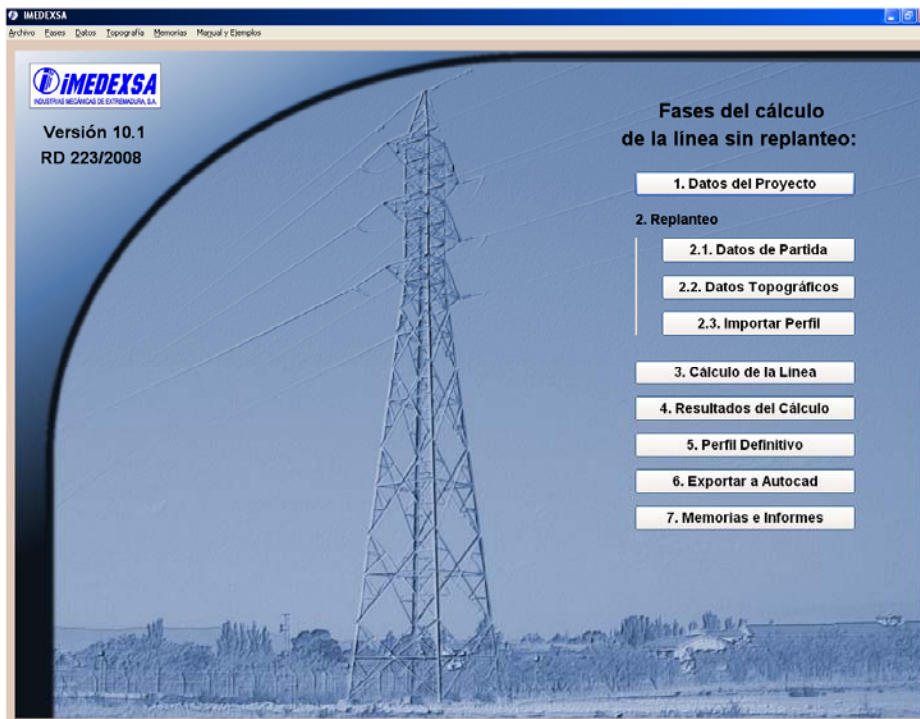 IMEDEXSA
Archivo Fases Datos Topografía Memorias Manual y Ejemplos
iMEDEXSA
INDUSTRIAS MECÁNICAS DE EXTREMADURA, S.A.
Versión 10.1
RD 223/2008
Fases del cálculo
de la línea sin replanteo:
1. Datos del Proyecto
2. Replanteo
2.1. Datos de Partida
2.2. Datos Topográficos
2.3. Importar Perfil
3. Cálculo de la Línea
4. Resultados del Cálculo
5. Perfil Definitivo
6. Exportar a Autocad
7. Memorias e Informes